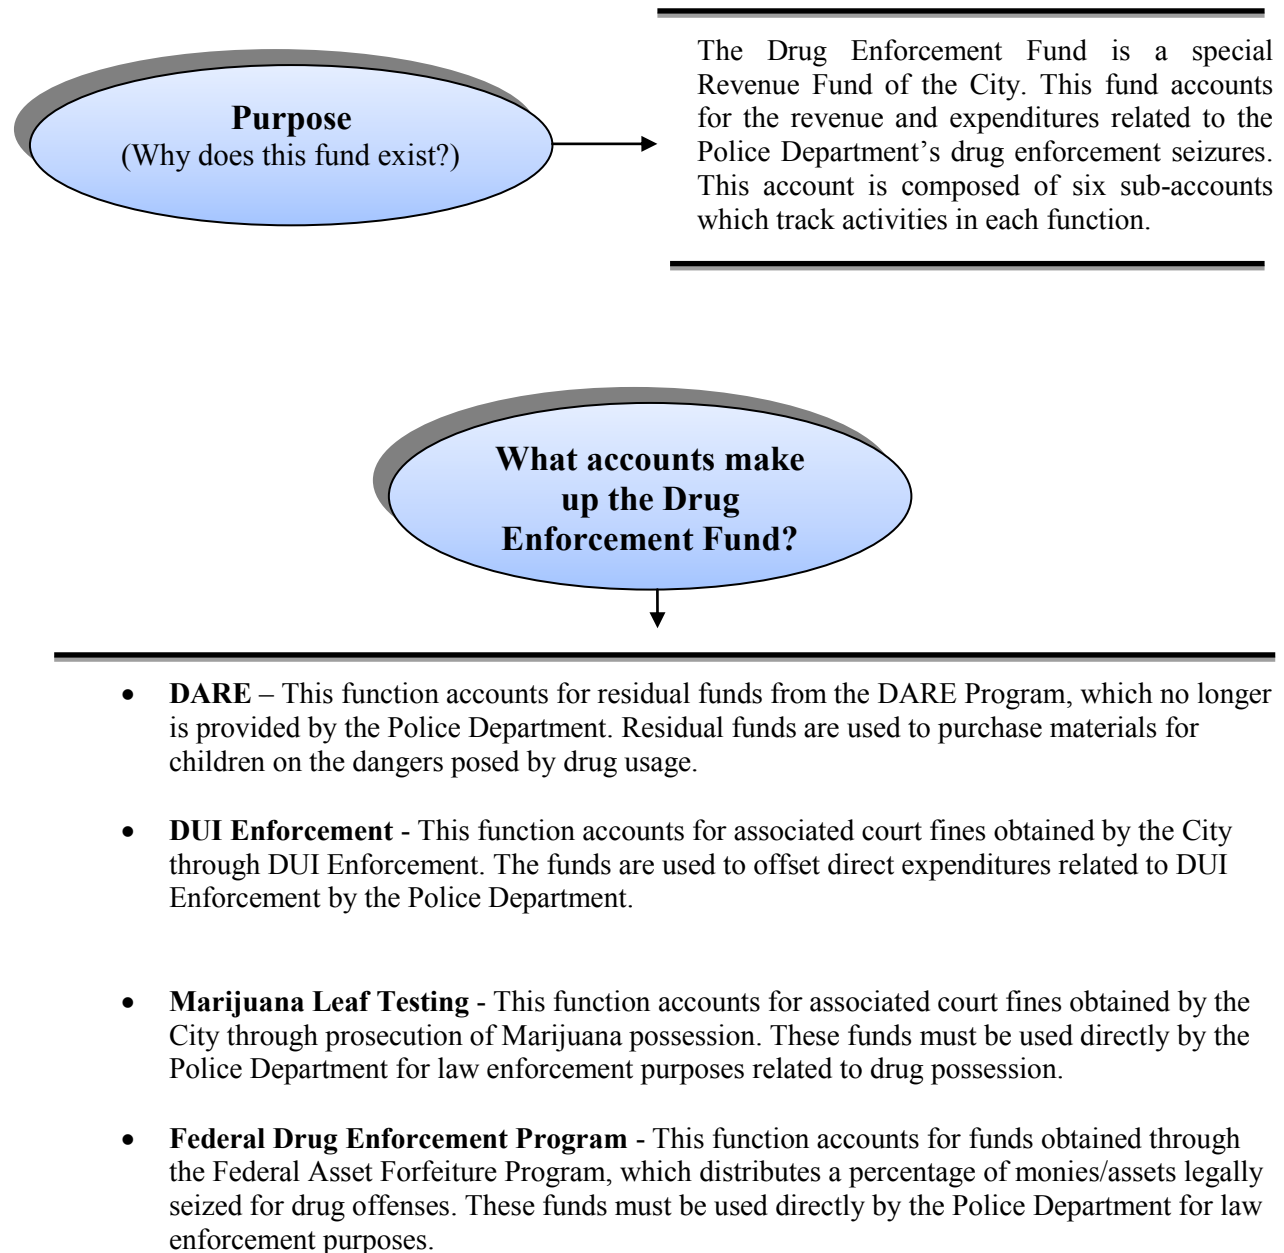 Purpose
(Why does this fund exist?)
The Drug Enforcement Fund is a special
Revenue Fund of the City. This fund accounts
for the revenue and expenditures related to the
Police Department’s drug enforcement seizures.
This account is composed of six sub-accounts
which track activities in each function.
What accounts make
up the Drug
Enforcement Fund?
• DARE – This function accounts for residual funds from the DARE Program, which no longer
is provided by the Police Department. Residual funds are used to purchase materials for
children on the dangers posed by drug usage.
• DUI Enforcement - This function accounts for associated court fines obtained by the City
through DUI Enforcement. The funds are used to offset direct expenditures related to DUI
Enforcement by the Police Department.
• Marijuana Leaf Testing - This function accounts for associated court fines obtained by the
City through prosecution of Marijuana possession. These funds must be used directly by the
Police Department for law enforcement purposes related to drug possession.
• Federal Drug Enforcement Program - This function accounts for funds obtained through
the Federal Asset Forfeiture Program, which distributes a percentage of monies/assets legally
seized for drug offenses. These funds must be used directly by the Police Department for law
enforcement purposes.